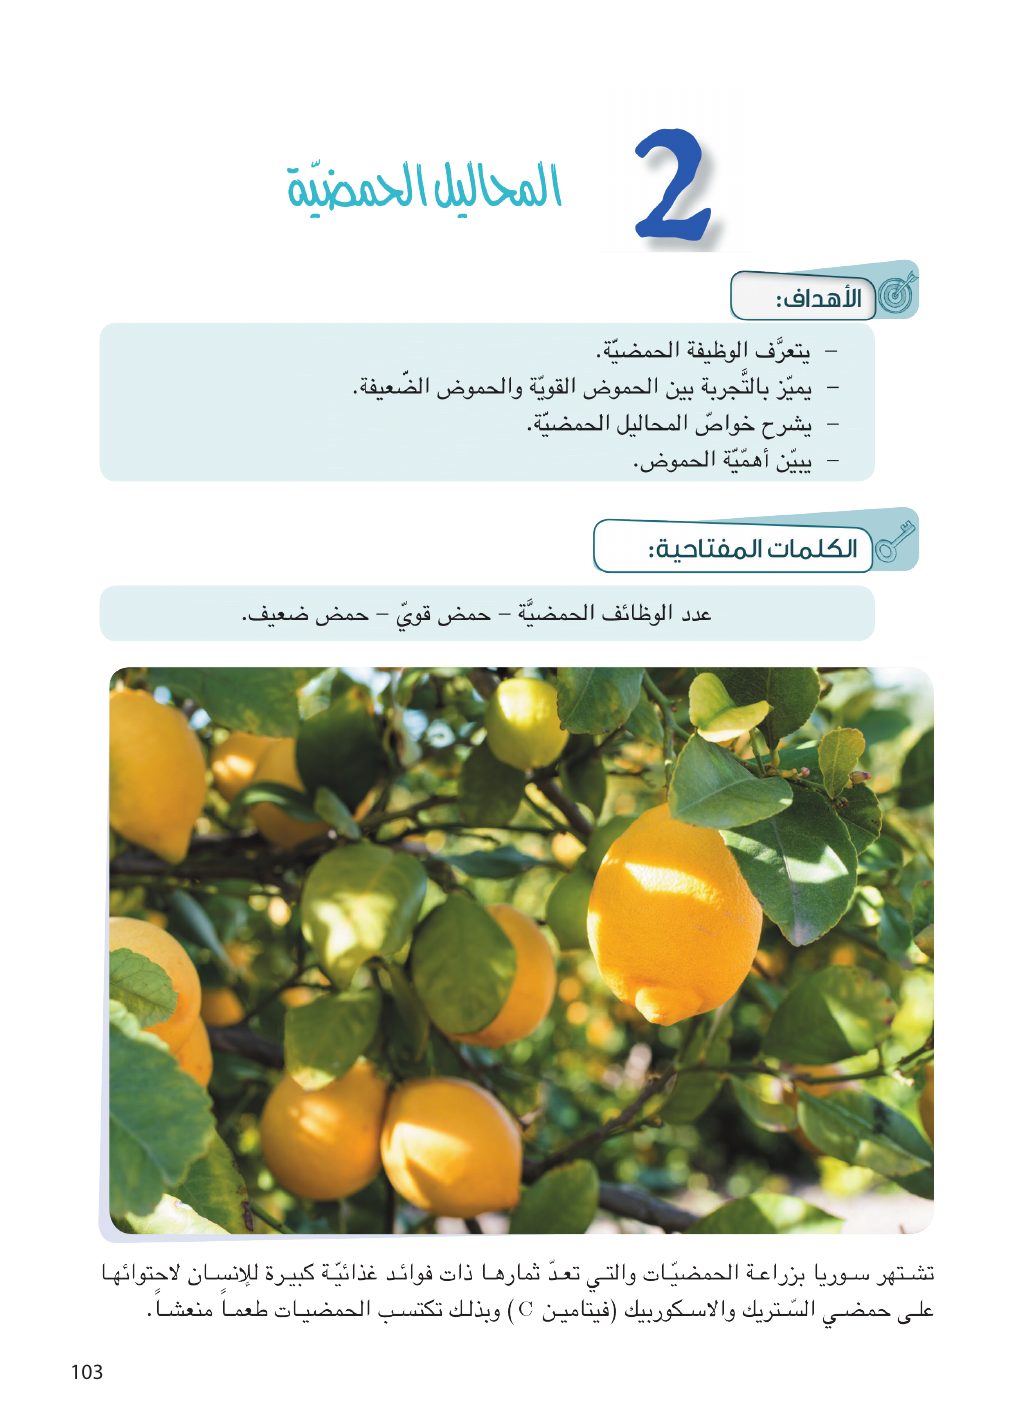 2
المحاليل الحمضيّة
الأهداف:
– يتعرَّف الوظيفة الحمضيّة.
– يميّز بالتَّجربة بين الحموض القويّة والحموض الضّعيفة.
– يشرح خواصّ المحاليل الحمضيّة.
– يبيّن أهمّيّة الحموض.
الكلمات المفتاحية:
عدد الوظائف الحمضيَّة – حمض قويّ – حمض ضعيف.
تشتهر سوريا بزراعة الحمضيّات والتي تعدّ ثمارها ذات فوائد غذائيّة كبيرة للإنسان لاحتوائها
على حمضي السّتريك والاسكوربيك (فيتامين C) وبذلك تكتسب الحمضيات طعماً منعشاً.
103